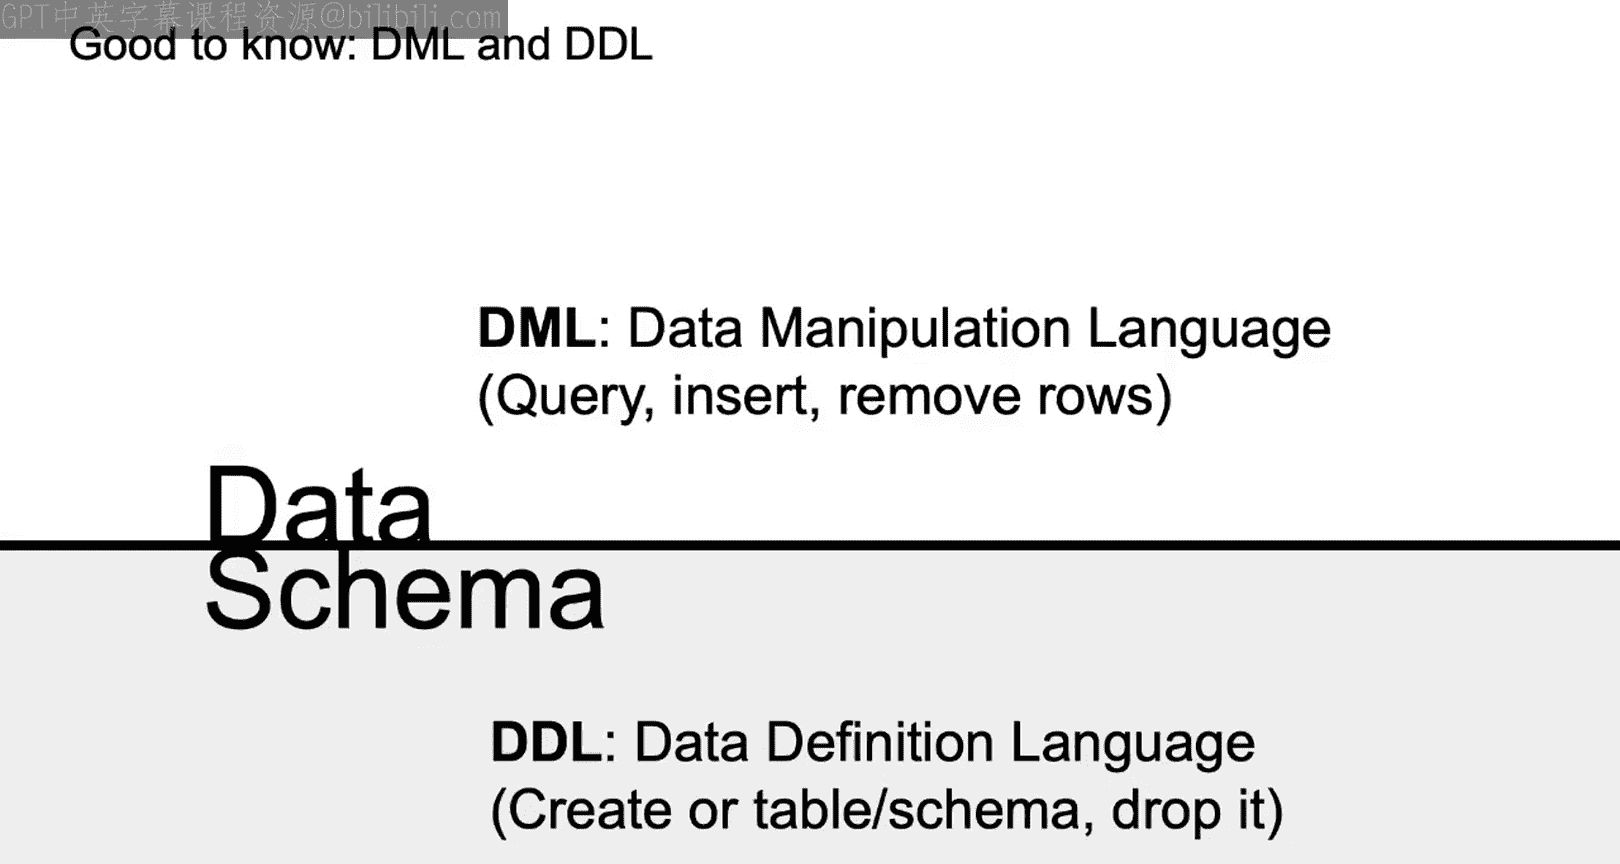 GPT中英字幕课程资源@bilibili.com
Good to know: DML and DDL
DML: Data Manipulation Language
(Query, insert, remove rows)
Data
Schema
DDL: Data Definition Language
(Create or table/schema, drop it)